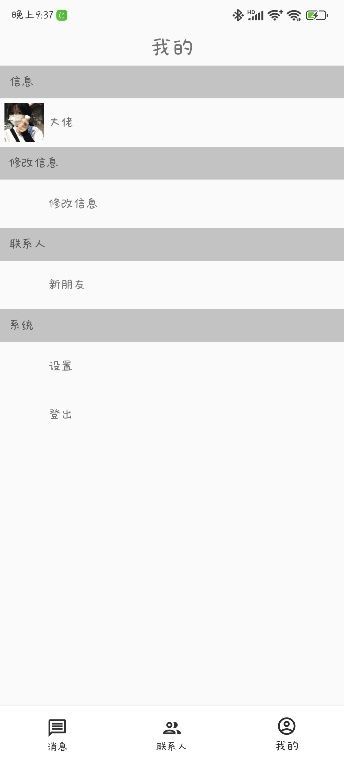 晚上9:37
我的
信息
大佬
修改信息
修改信息
联系人
新朋友
系统
设置
登出
消息 联系人 我的